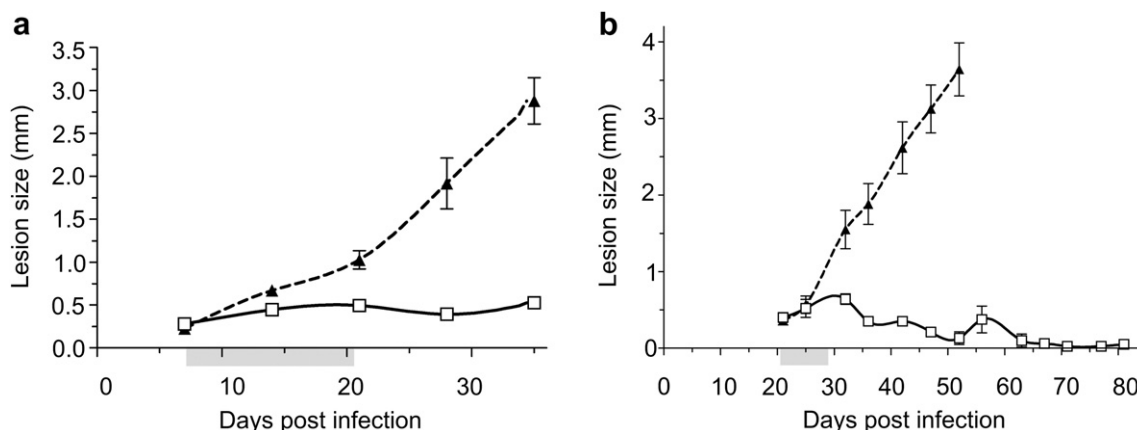 a
3.5
3.0
2.5
2.0
1.5
1.0
0.5
0.0
Lesion size (mm)
0 10 20 30
Days post infection
b
4
3
2
1
0
Lesion size (mm)
0 10 20 30 40 50 60 70 80
Days post infection